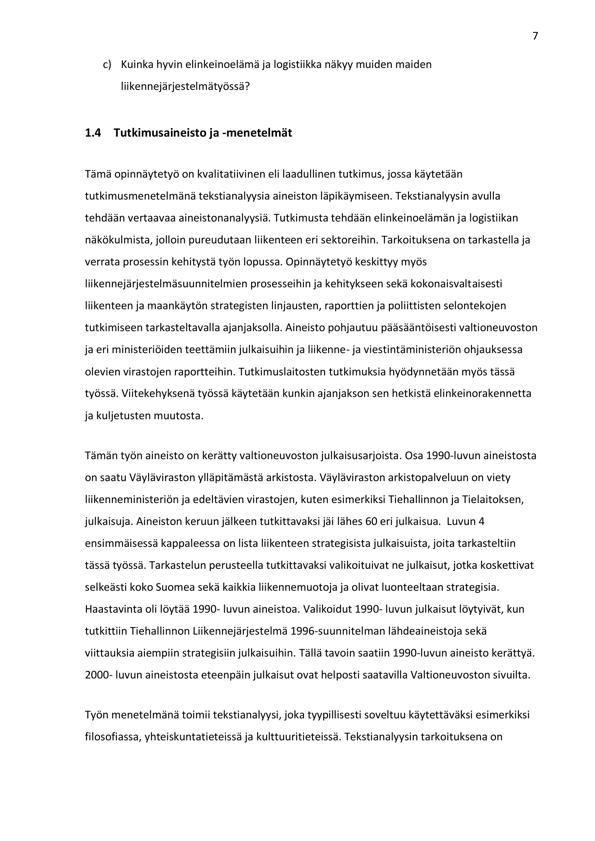 7
c) Kuinka hyvin elinkeinoelämä ja logistiikka näkyy muiden maiden
liikennejärjestelmätyössä?
1.4 Tutkimusaineisto ja -menetelmät
Tämä opinnäytetyö on kvalitatiivinen eli laadullinen tutkimus, jossa käytetään
tutkimusmenetelmänä tekstianalyysia aineiston läpikäymiseen. Tekstianalyysin avulla
tehdään vertaavaa aineistonanalyysiä. Tutkimusta tehdään elinkeinoelämän ja logistiikan
näkökulmista, jolloin pureudutaan liikenteen eri sektoreihin. Tarkoituksena on tarkastella ja
verrata prosessin kehitystä työn lopussa. Opinnäytetyö keskittyy myös
liikennejärjestelmäsuunnitelmien prosesseihin ja kehitykseen sekä kokonaisvaltaisesti
liikenteen ja maankäytön strategisten linjausten, raporttien ja poliittisten selontekojen
tutkimiseen tarkasteltavalla ajanjaksolla. Aineisto pohjautuu pääsääntöisesti valtioneuvoston
ja eri ministeriöiden teettämiin julkaisuihin ja liikenne- ja viestintäministeriön ohjauksessa
olevien virastojen raportteihin. Tutkimuslaitosten tutkimuksia hyödynnetään myös tässä
työssä. Viitekehyksenä työssä käytetään kunkin ajanjakson sen hetkistä elinkeinorakennetta
ja kuljetusten muutosta.
Tämän työn aineisto on kerätty valtioneuvoston julkaisusarjoista. Osa 1990-luvun aineistosta
on saatu Väyläviraston ylläpitämästä arkistosta. Väyläviraston arkistopalveluun on viety
liikenneministeriön ja edeltävien virastojen, kuten esimerkiksi Tiehallinnon ja Tielaitoksen,
julkaisuja. Aineiston keruun jälkeen tutkittavaksi jäi lähes 60 eri julkaisua. Luvun 4
ensimmäisessä kappaleessa on lista liikenteen strategisista julkaisuista, joita tarkasteltiin
tässä työssä. Tarkastelun perusteella tutkittavaksi valikoituivat ne julkaisut, jotka koskettivat
selkeästi koko Suomea sekä kaikkia liikennemuotoja ja olivat luonteeltaan strategisia.
Haastavinta oli löytää 1990- luvun aineistoa. Valikoidut 1990- luvun julkaisut löytyivät, kun
tutkittiin Tiehallinnon Liikennejärjestelmä 1996-suunnitelman lähdeaineistoja sekä
viittauksia aiempiin strategisiin julkaisuihin. Tällä tavoin saatiin 1990-luvun aineisto kerättyä.
2000- luvun aineistosta eteenpäin julkaisut ovat helposti saatavilla Valtioneuvoston sivuilta.
Työn menetelmänä toimii tekstianalyysi, joka tyypillisesti soveltuu käytettäväksi esimerkiksi
filosofiassa, yhteiskuntatieteissä ja kulttuuritieteissä. Tekstianalyysin tarkoituksena on